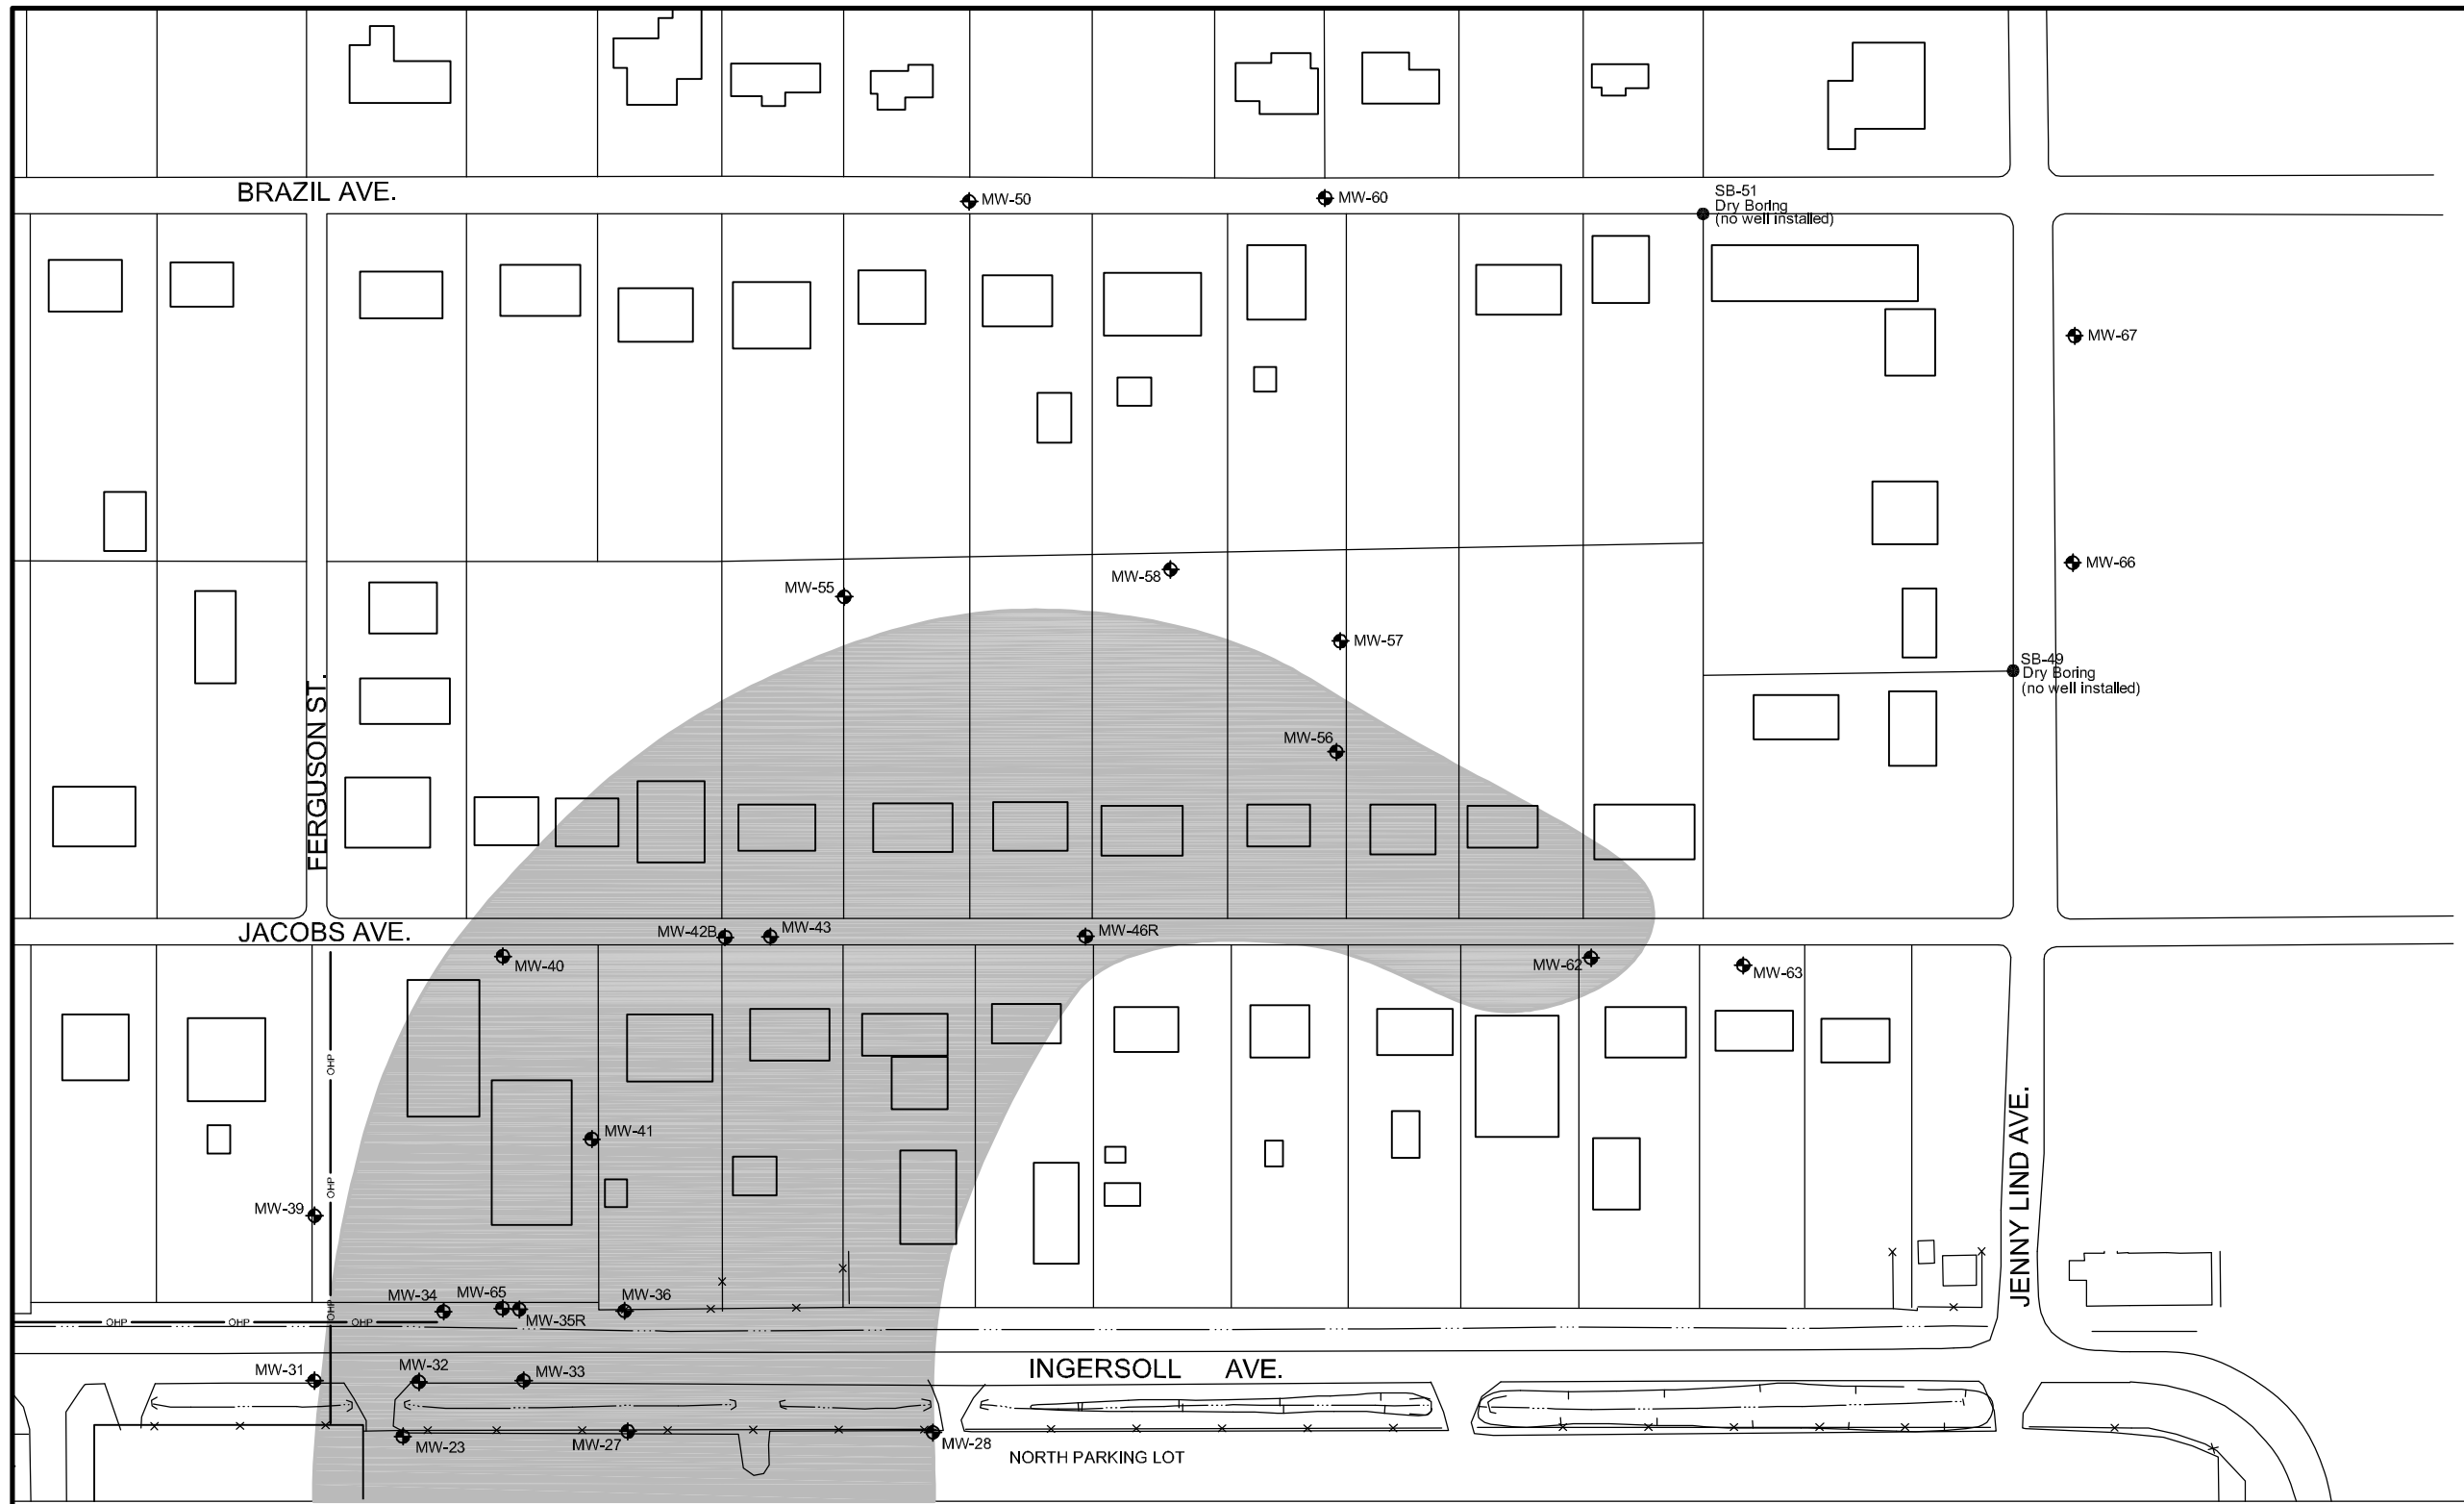 BRAZIL AVE.
MW-50
MW-60
SB-51
Dry Boring
(no well installed)
MW-67
MW-66
MW-58
MW-55
MW-57
SB-49
Dry Boring
(no well installed)
FERGUSON ST.
MW-56
JACOBS AVE.
MW-42B
MW-43
MW-46R
MW-40
MW-62
MW-63
OHP
MW-41
OHP
MW-39
JENNY LIND AVE.
MW-34
MW-65
MW-36
OHP
MW-35R
OHP
OHP
OHP
MW-31
MW-32
MW-33
INGERSOLL AVE.
MW-23
MW-27
MW-28
NORTH PARKING LOT